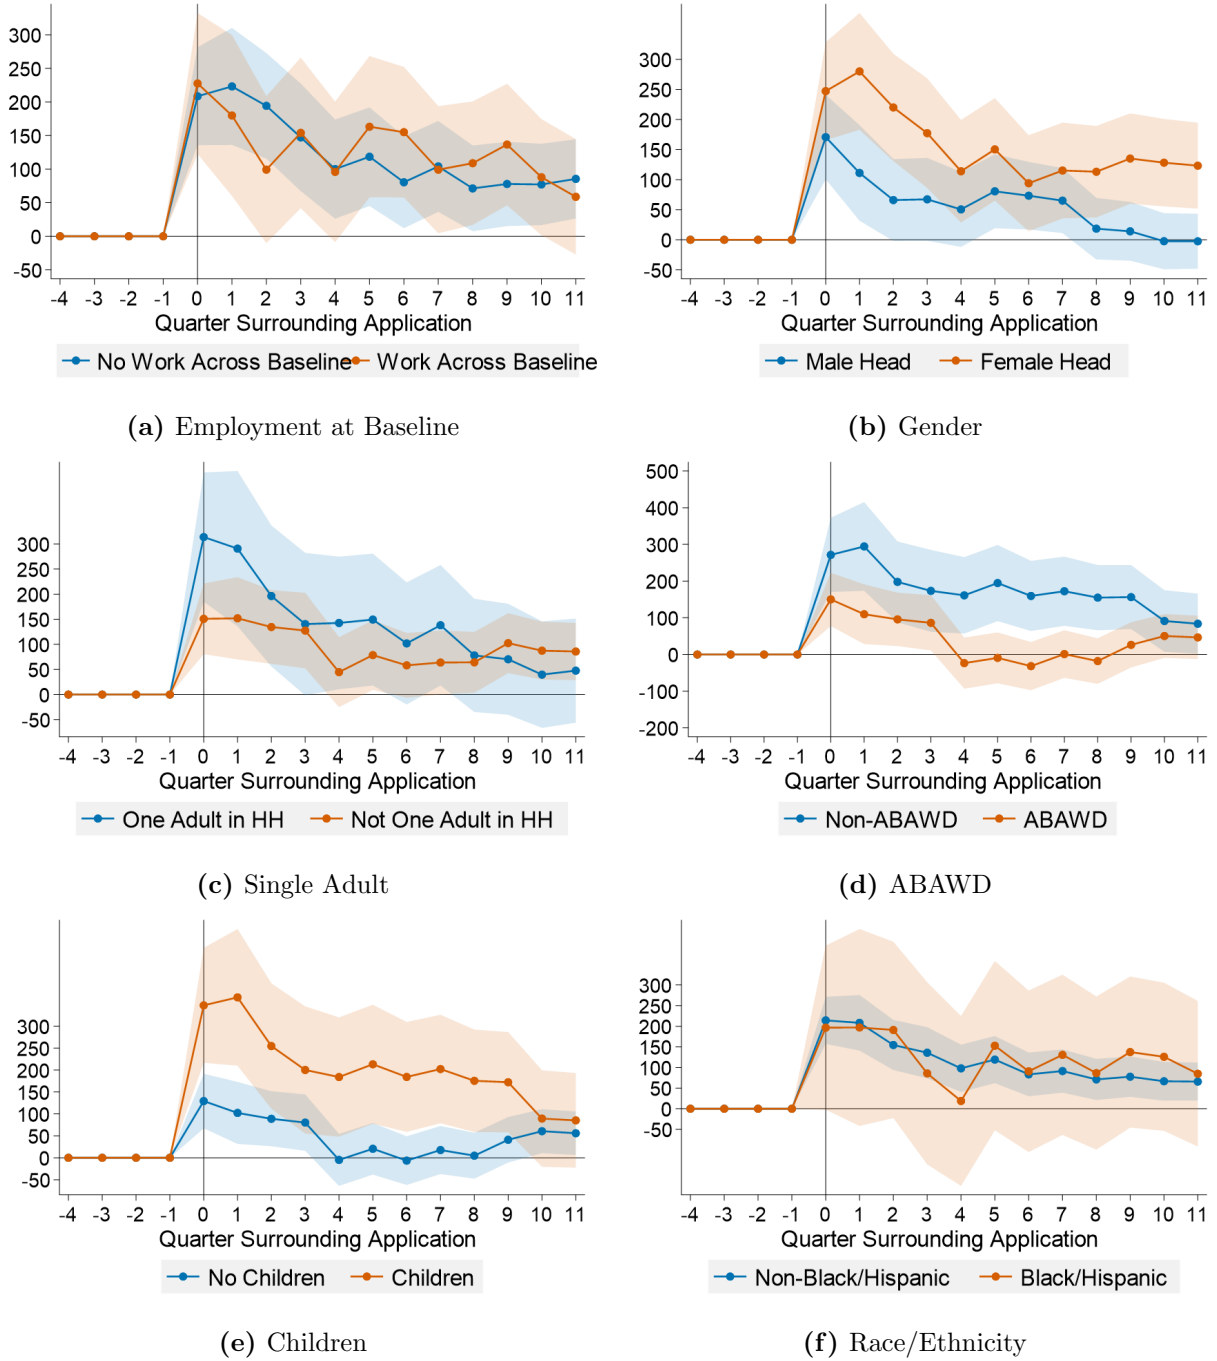 300
250
200
150
100
50
0
-50
-4 -3 -2 -1 0 1 2 3 4 5 6 7 8 9 10 11
Quarter Surrounding Application
No Work Across Baseline Work Across Baseline
(a) Employment at Baseline
300
250
200
150
100
50
0
-50
-4 -3 -2 -1 0 1 2 3 4 5 6 7 8 9 10 11
Quarter Surrounding Application
Male Head Female Head
(b) Gender
300
250
200
150
100
50
0
-50
-4 -3 -2 -1 0 1 2 3 4 5 6 7 8 9 10 11
Quarter Surrounding Application
One Adult in HH Not One Adult in HH
(c) Single Adult
500
400
300
200
100
0
-100
-200
-4 -3 -2 -1 0 1 2 3 4 5 6 7 8 9 10 11
Quarter Surrounding Application
Non-ABAWD ABAWD
(d) ABAWD
300
250
200
150
100
50
0
-50
-4 -3 -2 -1 0 1 2 3 4 5 6 7 8 9 10 11
Quarter Surrounding Application
No Children Children
(e) Children
300
250
200
150
100
50
0
-50
-4 -3 -2 -1 0 1 2 3 4 5 6 7 8 9 10 11
Quarter Surrounding Application
Non-Black/Hispanic Black/Hispanic
(f) Race/Ethnicity